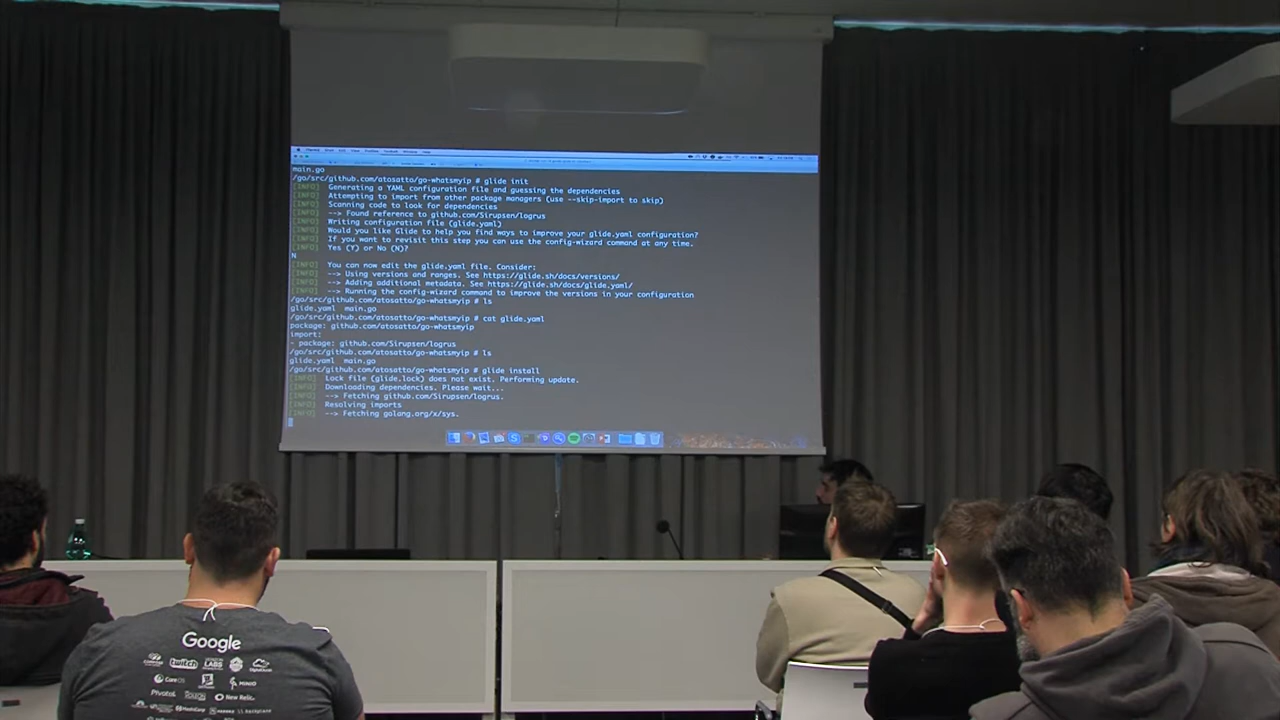 main.go
/go/src/github.com/atosatto/go-whatsmyip # glide init
[INFO] Generating a YAML configuration file and guessing the dependencies
[INFO] Attempting to import from other package managers (use --skip-import to skip)
[INFO] Scanning code to look for dependencies
[INFO] --> Found reference to github.com/Sirupsen/logrus
[INFO] Writing configuration file (glide.yaml)
[INFO] Would you like Glide to help you find ways to improve your glide.yaml configuration?
[INFO] If you want to revisit this step you can use the config-wizard command at any time.
[INFO] Yes (Y) or No (N)?
N
[INFO] You can now edit the glide.yaml file. Consider:
[INFO] --> Using versions and ranges. See https://glide.sh/docs/versions/
[INFO] --> Adding additional metadata. See https://glide.sh/docs/glide.yaml/
[INFO] --> Running the config-wizard command to improve the versions in your configuration
/go/src/github.com/atosatto/go-whatsmyip # ls
glide.yaml main.go
/go/src/github.com/atosatto/go-whatsmyip # cat glide.yaml
package: github.com/atosatto/go-whatsmyip
import:
- package: github.com/Sirupsen/logrus
/go/src/github.com/atosatto/go-whatsmyip # ls
glide.yaml main.go
/go/src/github.com/atosatto/go-whatsmyip # glide install
[INFO] Lock file (glide.lock) does not exist. Performing update.
[INFO] Downloading dependencies. Please wait...
[INFO] --> Fetching github.com/Sirupsen/logrus.
[INFO] Resolving imports
[INFO] --> Fetching golang.org/x/sys.
Google
twitch LABS
CoreOS MINIO
Pivotal New Relic